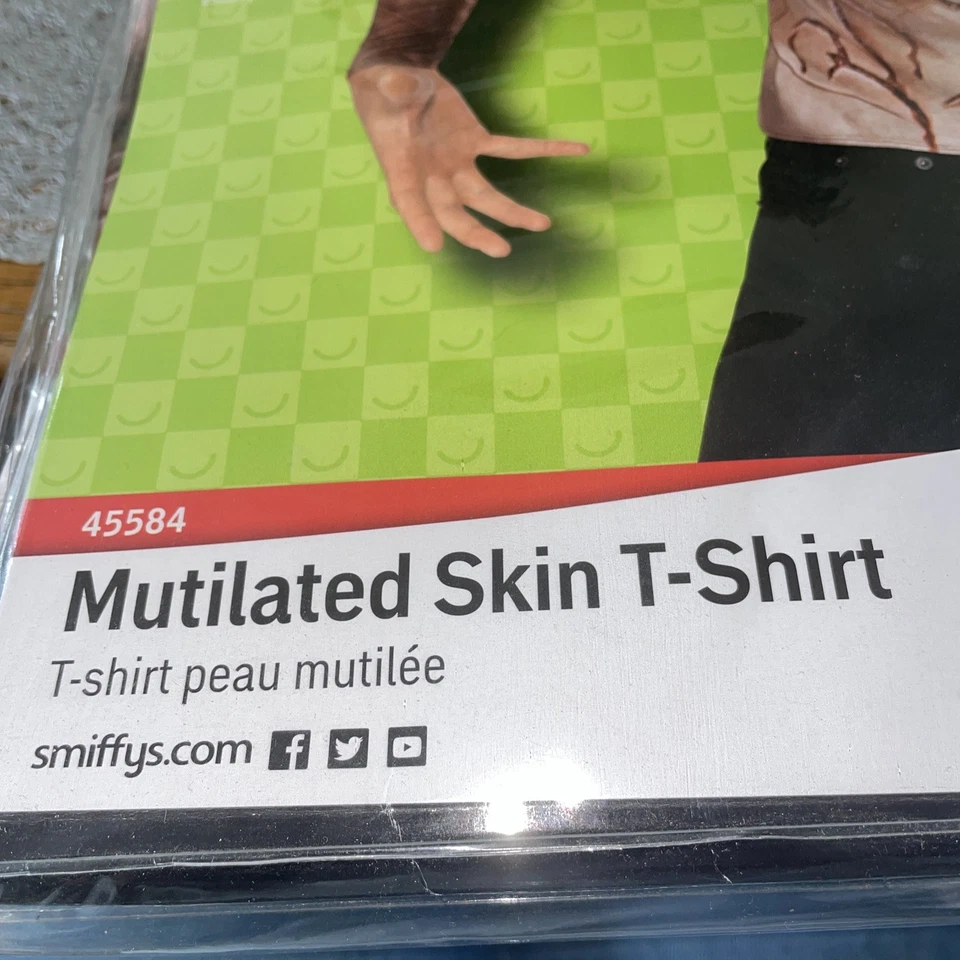 45584
Mutilated Skin T-Shirt
T-shirt peau mutilée
smiffys.com